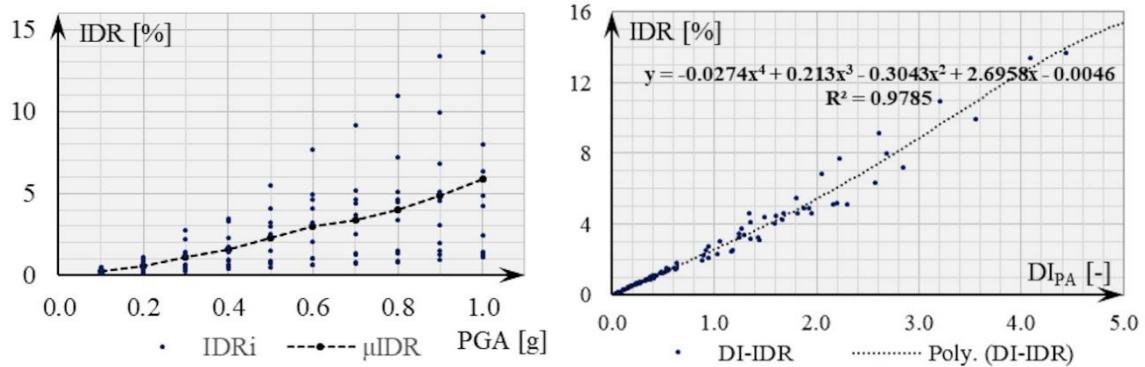 IDR [%]
15
10
5
0
0.0 0.2 0.4 0.6 0.8 1.0
PGA [g]
IDRi μIDR
IDR [%]
16
12
8
4
0
y = -0.0274x⁴ + 0.213x³ - 0.3043x² + 2.6958x - 0.0046
R² = 0.9785
DI_PA [-]
0.0 1.0 2.0 3.0 4.0 5.0
DI-IDR Poly. (DI-IDR)